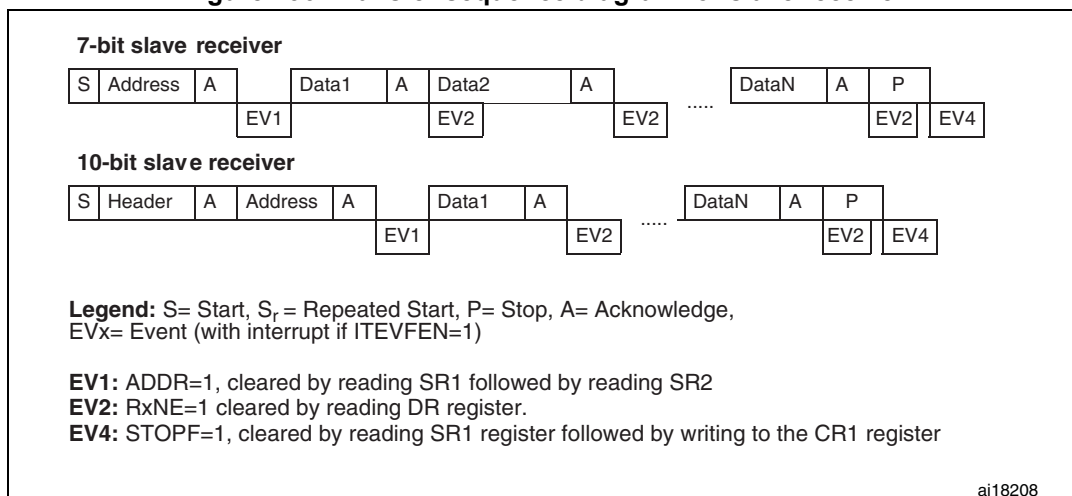 7-bit slave receiver
S Address A Data1 A Data2 A ..... DataN A P
EV1 EV2 EV2 EV2 EV4
10-bit slave receiver
S Header A Address A Data1 A ..... DataN A P
EV1 EV2 EV2 EV4
Legend: S= Start, Sr = Repeated Start, P= Stop, A= Acknowledge,
EVx= Event (with interrupt if ITEVFEN=1)
EV1: ADDR=1, cleared by reading SR1 followed by reading SR2
EV2: RxNE=1 cleared by reading DR register.
EV4: STOPF=1, cleared by reading SR1 register followed by writing to the CR1 register
ai18208